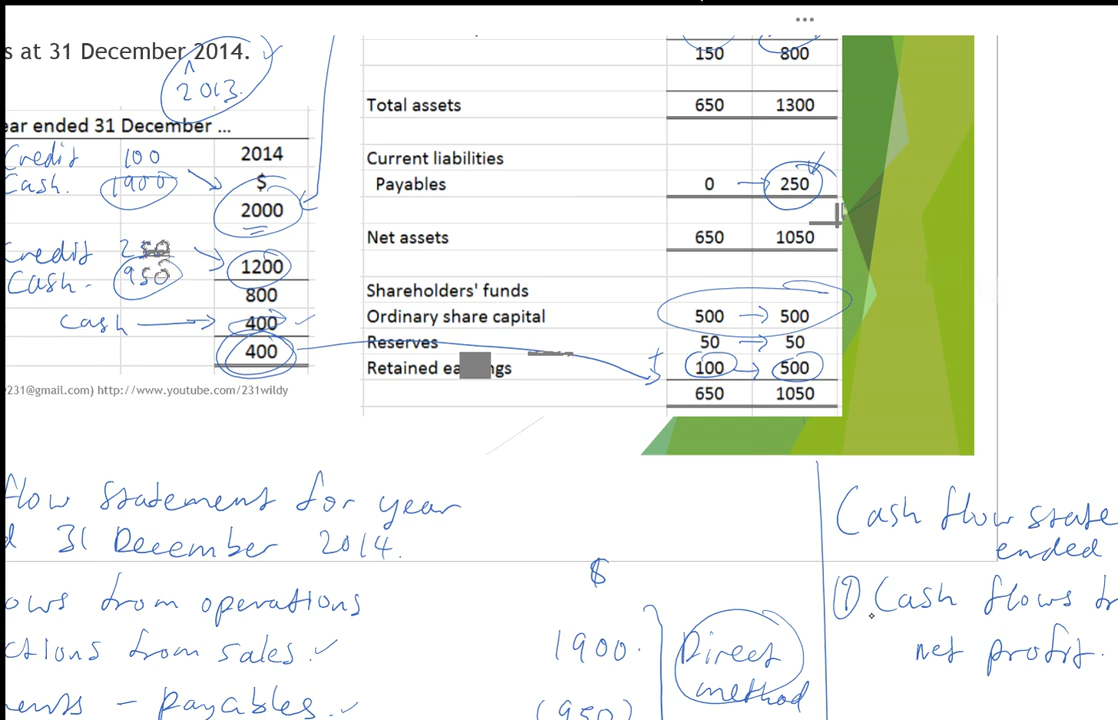 s at 31 December 2014.
2013.
ear ended 31 December ...
Credit 100 2014
Cash. 1900 $
2000
Credit
1200
Cash - 950
800
Cash 400
400
231@gmail.com) http://www.youtube.com/231wildy
150 800
Total assets 650 1300
Current liabilities
Payables 0 250
Net assets 650 1050
Shareholders' funds
Ordinary share capital 500 500
Reserves 50 50
Retained ea ngs 100 500
650 1050
flow statement for year
d 31 December 2014.
$
ows from operations
ctions from sales.
1900.
ents - payables.
(950)
Direct
method
Cash flow state
ended
① Cash flows fr
net profit.